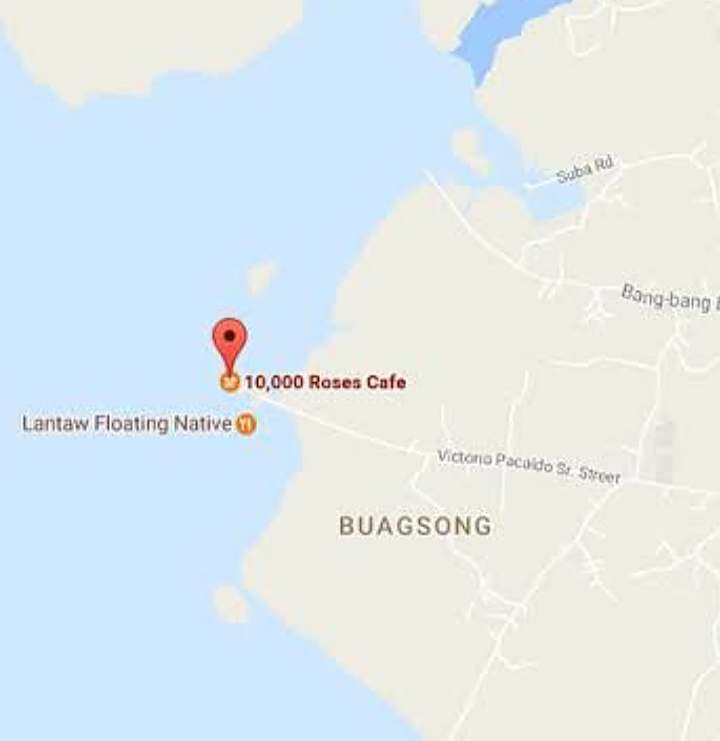 Suba Rd
Bang-bang
10,000 Roses Cafe
Lantaw Floating Native
Victorio Pacaldo Sr. Street
BUAGSONG